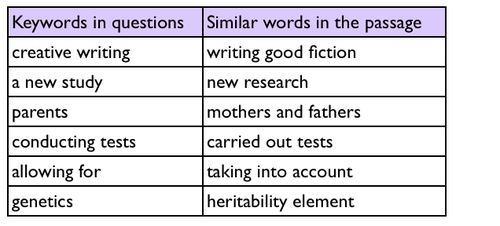 Keywords in questions Similar words in the passage
creative writing writing good fiction
a new study new research
parents mothers and fathers
conducting tests carried out tests
allowing for taking into account
genetics heritability element